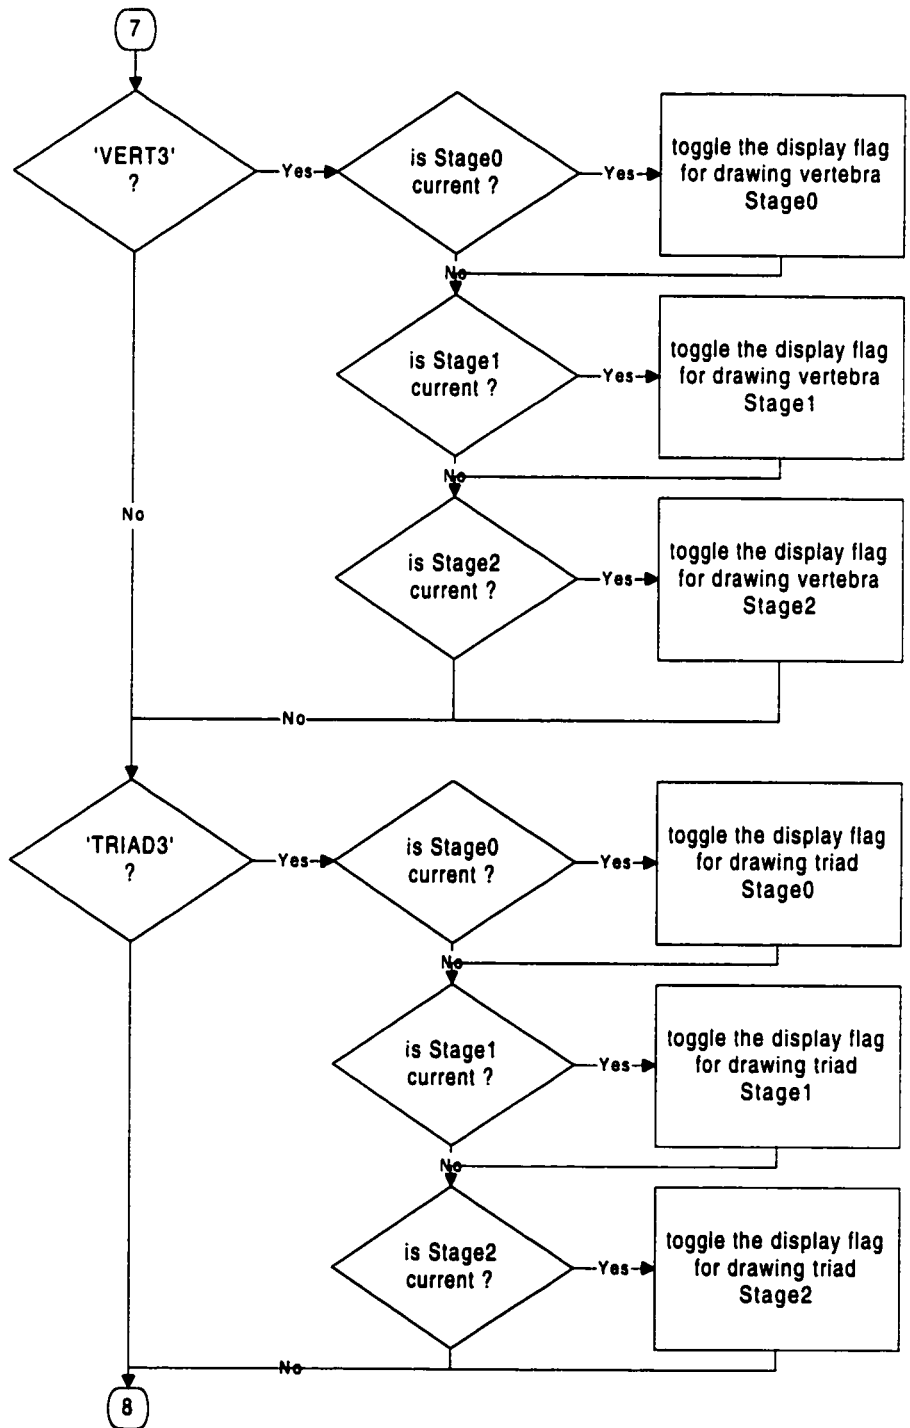 7
'VERT3'
?
Yes
is Stage0
current ?
Yes
toggle the display flag
for drawing vertebra
Stage0
No
is Stage1
current ?
Yes
toggle the display flag
for drawing vertebra
Stage1
No
No
is Stage2
current ?
Yes
toggle the display flag
for drawing vertebra
Stage2
No
'TRIAD3'
?
Yes
is Stage0
current ?
Yes
toggle the display flag
for drawing triad
Stage0
No
is Stage1
current ?
Yes
toggle the display flag
for drawing triad
Stage1
No
is Stage2
current ?
Yes
toggle the display flag
for drawing triad
Stage2
No
8